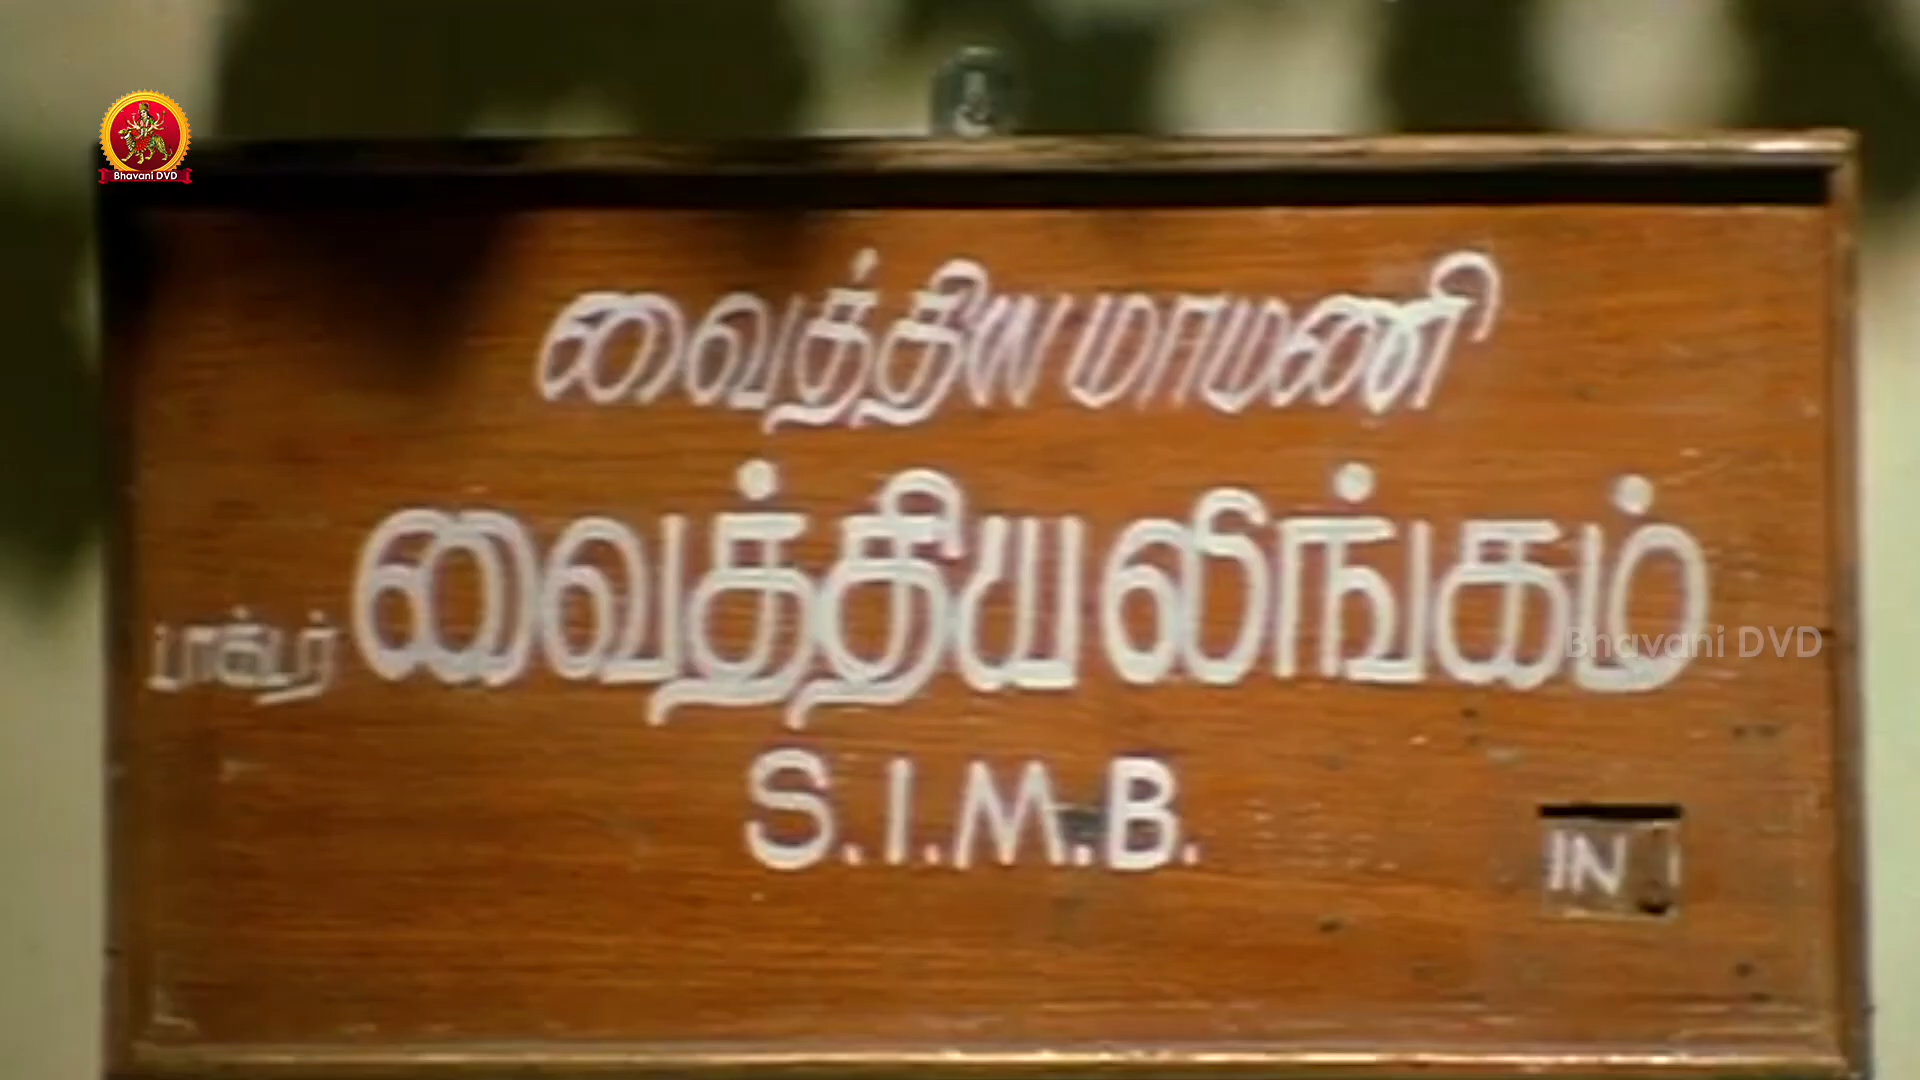 Bhavani DVD
வைத்திய மாமணி
டாக்டர் வைத்தியலிங்கம்
Bhavani DVD
S.I.M.B.
IN